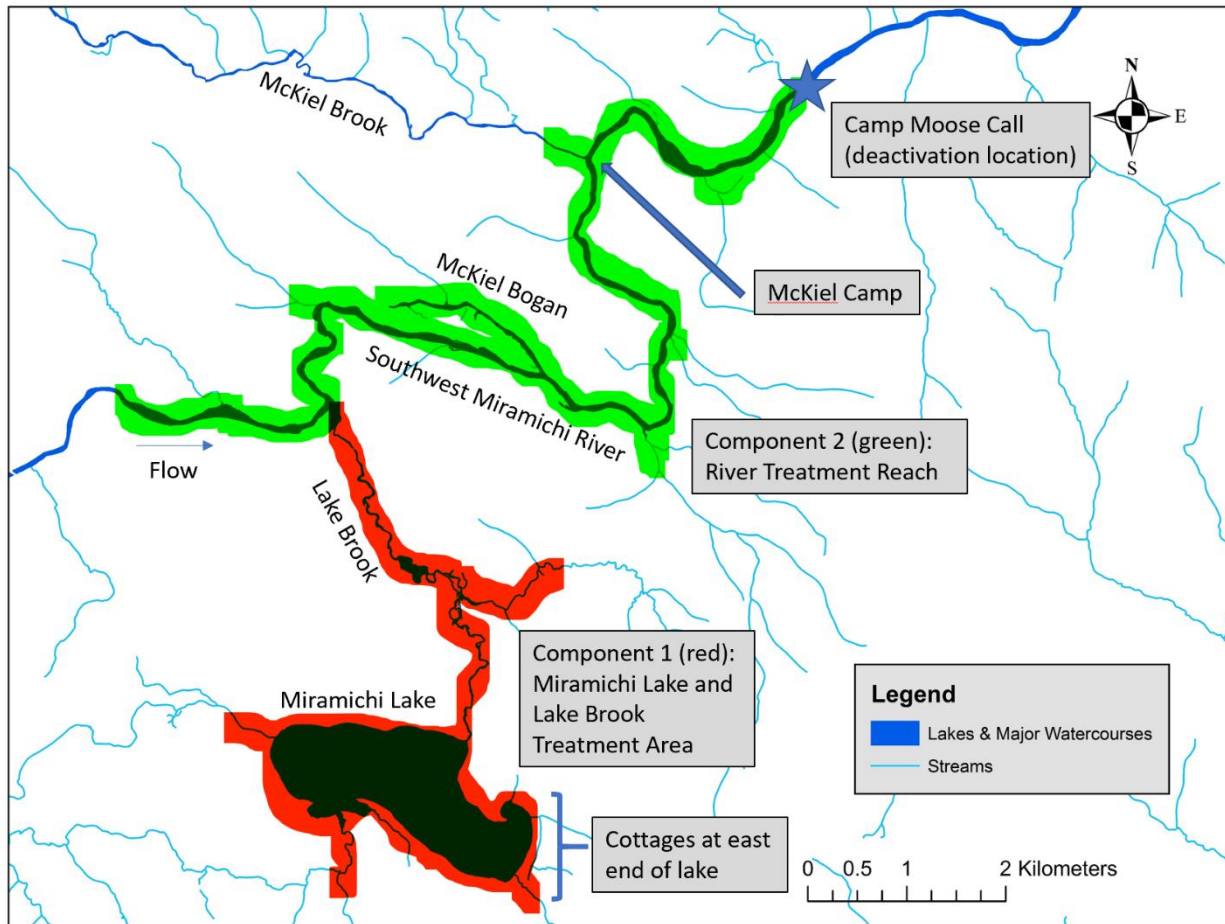 McKiel Brook
N
E
S
Camp Moose Call
(deactivation location)
McKiel Camp
McKiel Bogan
Southwest Miramichi River
Flow
Component 2 (green):
River Treatment Reach
Lake Brook
Component 1 (red):
Miramichi Lake and
Lake Brook
Treatment Area
Miramichi Lake
Legend
Lakes & Major Watercourses
Streams
Cottages at east
end of lake
0 0.5 1 2 Kilometers